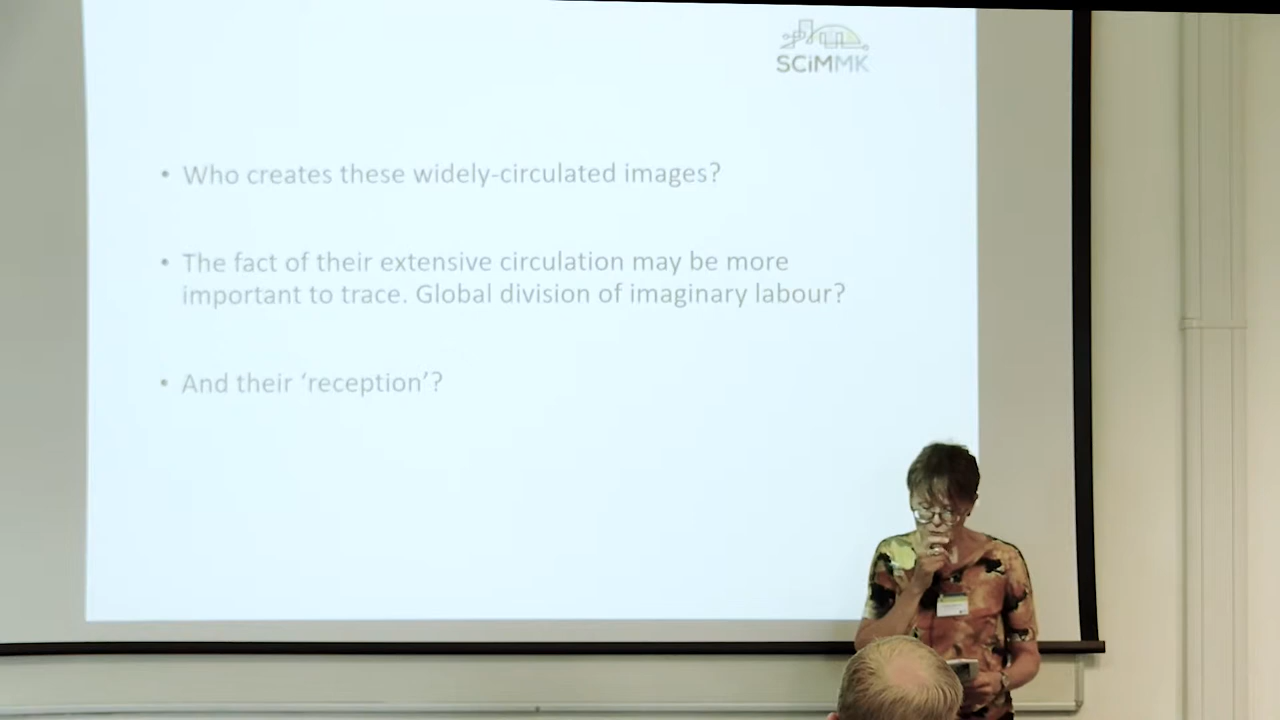 SCiMMK
• Who creates these widely-circulated images?
• The fact of their extensive circulation may be more
important to trace. Global division of imaginary labour?
• And their ‘reception’?